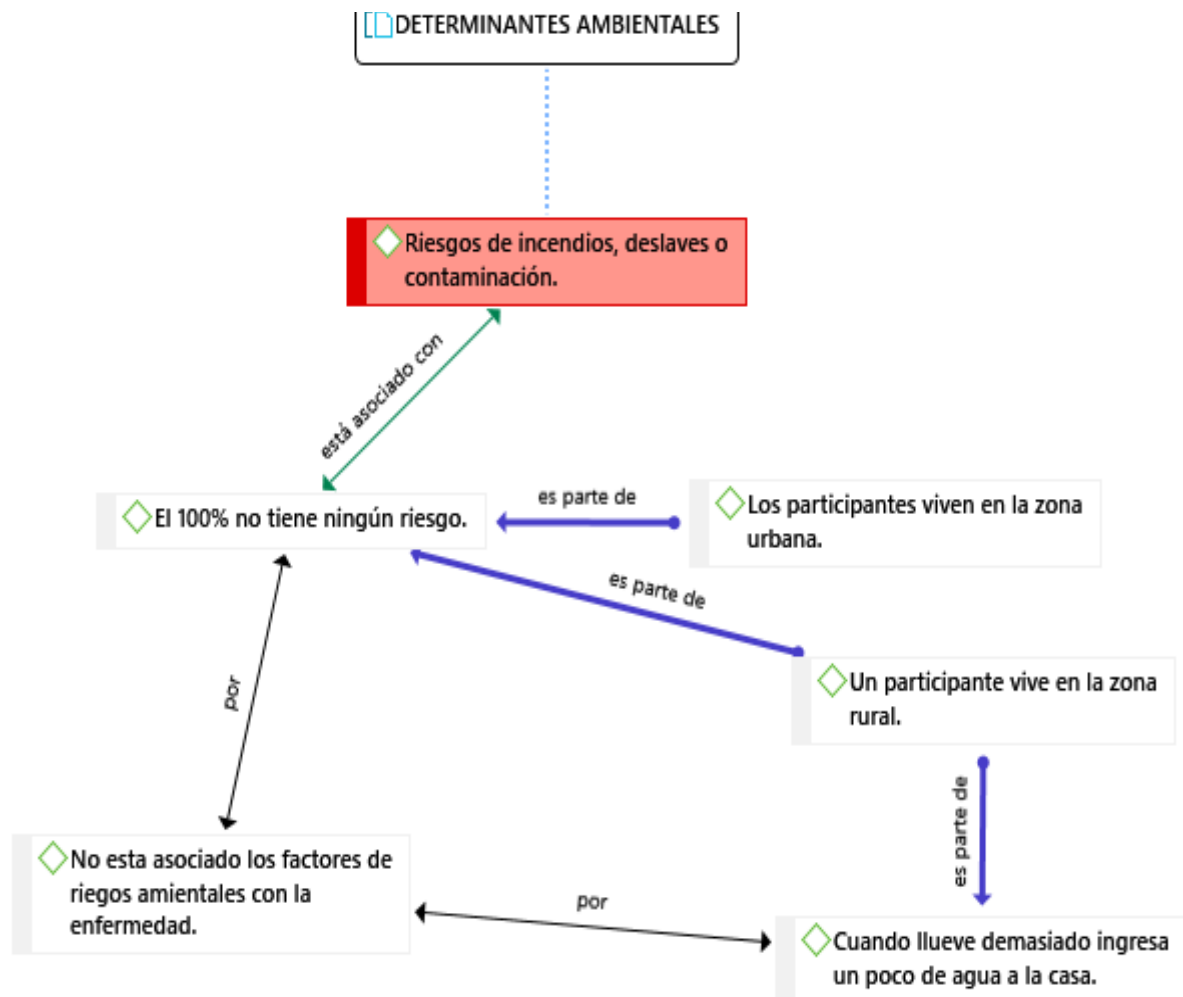 DETERMINANTES AMBIENTALES
Riesgos de incendios, deslaves o
contaminación.
está asociado con
El 100% no tiene ningún riesgo.
es parte de
Los participantes viven en la zona
urbana.
es parte de
Un participante vive en la zona
rural.
por
es parte de
No esta asociado los factores de
riegos amientales con la
enfermedad.
por
Cuando llueve demasiado ingresa
un poco de agua a la casa.